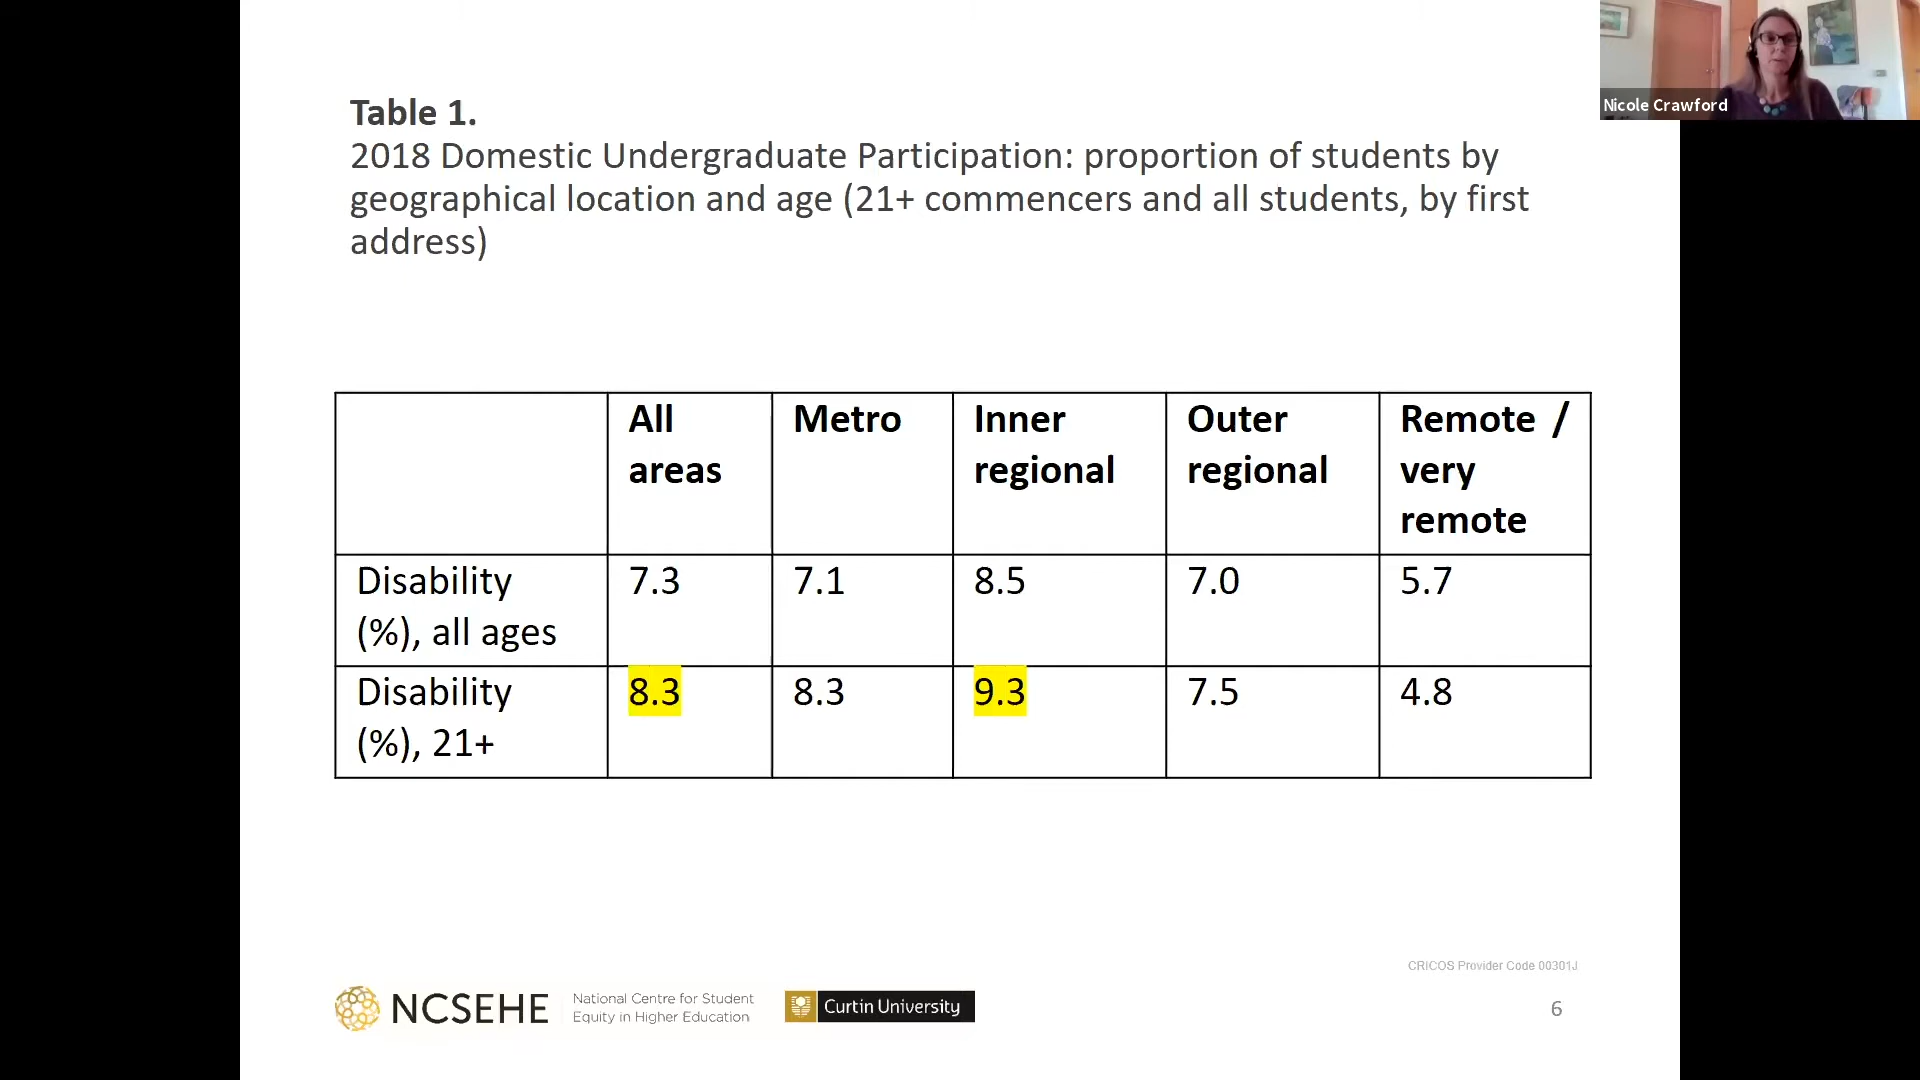 Nicole Crawford
Table 1.
2018 Domestic Undergraduate Participation: proportion of students by
geographical location and age (21+ commencers and all students, by first
address)
All areas Metro Inner regional Outer regional Remote / very remote
Disability (%), all ages 7.3 7.1 8.5 7.0 5.7
Disability (%), 21+ 8.3 8.3 9.3 7.5 4.8
CRICOS Provider Code 00301J
NCSEHE
National Centre for Student
Equity in Higher Education
Curtin University
6